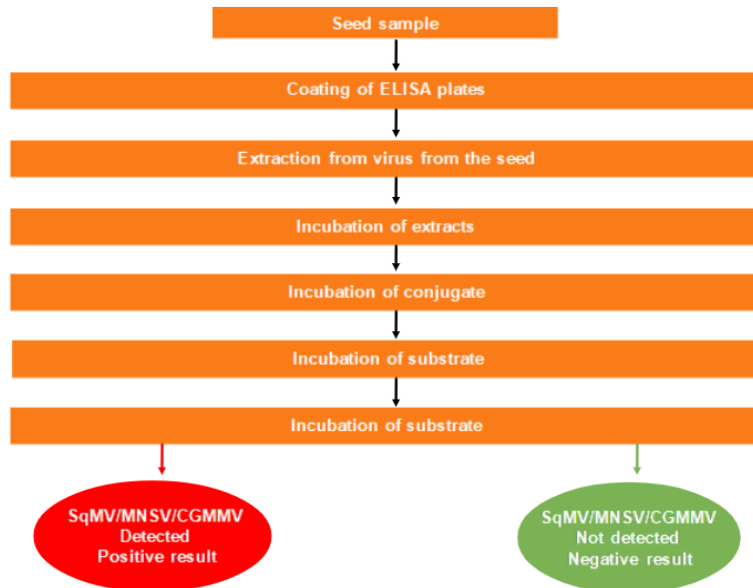 Seed sample
Coating of ELISA plates
Extraction from virus from the seed
Incubation of extracts
Incubation of conjugate
Incubation of substrate
Incubation of substrate
SqMV/MNSV/CGMMV
Detected
Positive result
SqMV/MNSV/CGMMV
Not detected
Negative result